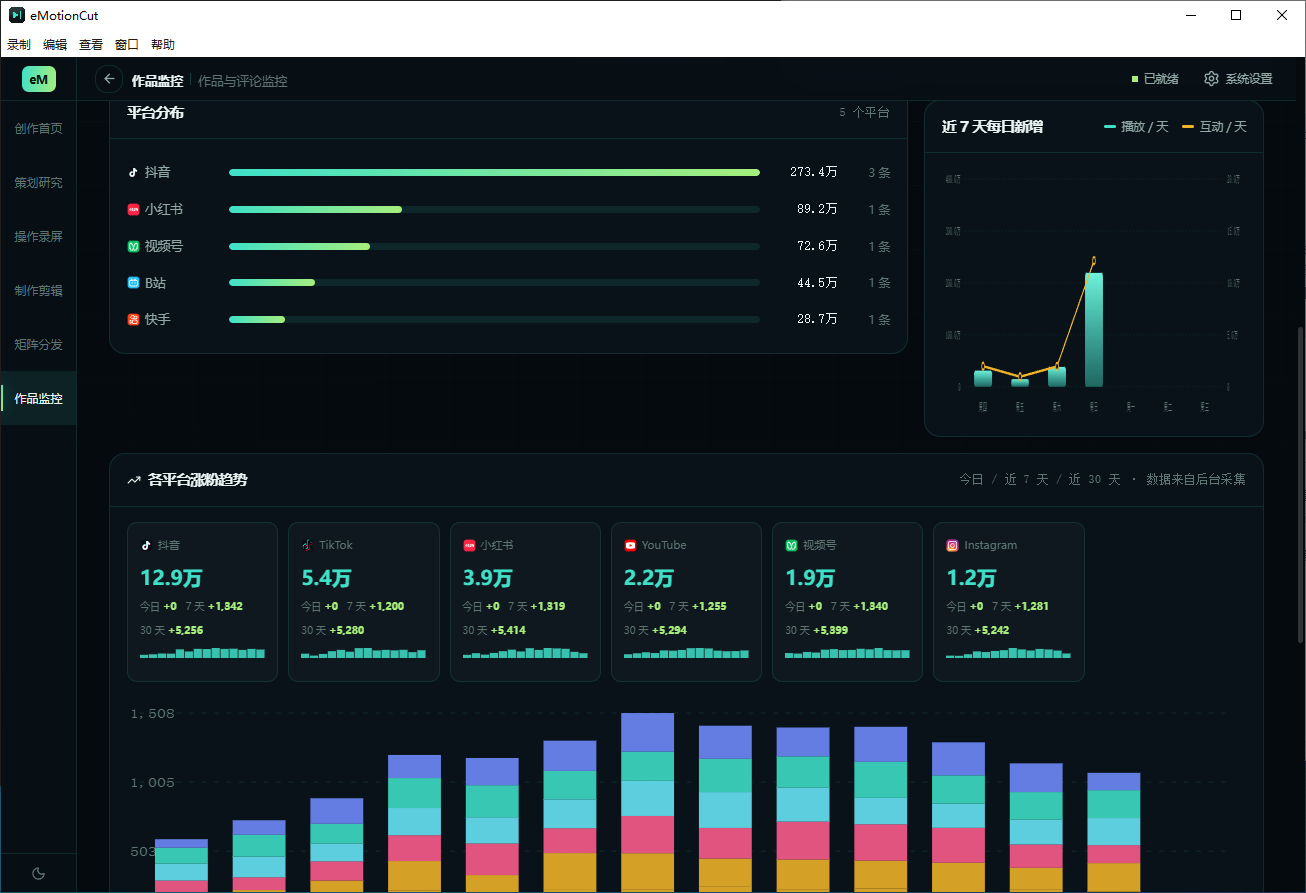 eMotionCut
录制 编辑 查看 窗口 帮助
eM
作品监控 作品与评论监控
已就绪 系统设置
创作首页
策划研究
操作录屏
制作剪辑
矩阵分发
作品监控
平台分布 5 个平台
抖音 273.4万 3 条
小红书 89.2万 1 条
视频号 72.6万 1 条
B站 44.5万 1 条
快手 28.7万 1 条
近 7 天每日新增 播放 / 天 互动 / 天
各平台涨粉趋势 今日 / 近 7 天 / 近 30 天 · 数据来自后台采集
抖音
12.9万
今日 +0 7 天 +1,342
30 天 +5,256
TikTok
5.4万
今日 +0 7 天 +1,200
30 天 +5,280
小红书
3.9万
今日 +0 7 天 +1,319
30 天 +5,414
YouTube
2.2万
今日 +0 7 天 +1,255
30 天 +5,294
视频号
1.9万
今日 +0 7 天 +1,340
30 天 +5,399
Instagram
1.2万
今日 +0 7 天 +1,281
30 天 +5,242
1,508
1,005
503